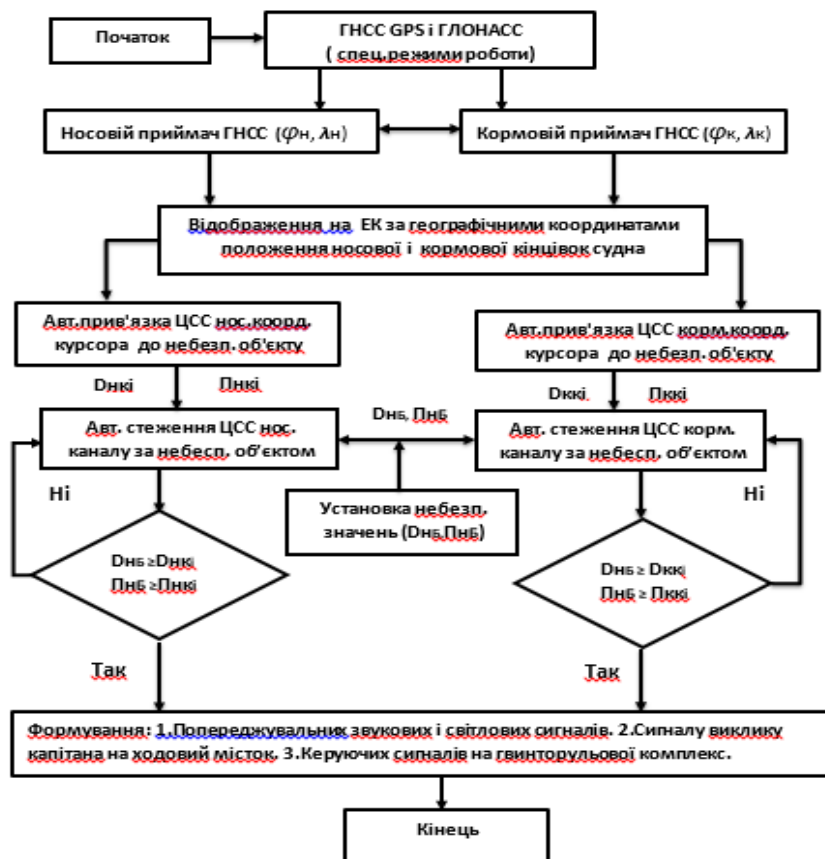 Початок
ГНСС GPS і ГЛОНАСС
( спец.режими роботи)
Носовій приймач ГНСС (φн, λн)
Кормовій приймач ГНСС (φк, λк)
Відображення на ЕК за географічними координатами
положення носової і кормової кінцівок судна
Авт.прив'язка ЦСС нос.коорд.
курсора до небезп. об'єкту
Авт.прив'язка ЦСС корм.коорд.
курсора до небезп. об'єкту
Dнкі Пнкі
Dккі Пккі
Авт. стеження ЦСС нос.
каналу за небесп. об'єктом
DнБ, ПнБ
Авт. стеження ЦСС корм.
каналу за небесп. об'єктом
Ні
Ні
Установка небезп.
значень (DнБ,ПнБ)
DнБ ≥Dнкі
ПнБ ≥Пнкі
DнБ ≥ Dккі
ПнБ ≥ Пккі
Так
Так
Формування: 1.Попереджувальних звукових і світлових сигналів. 2.Сигналу виклику
капітана на ходовий місток. 3.Керуючих сигналів на гвинторульової комплекс.
Кінець